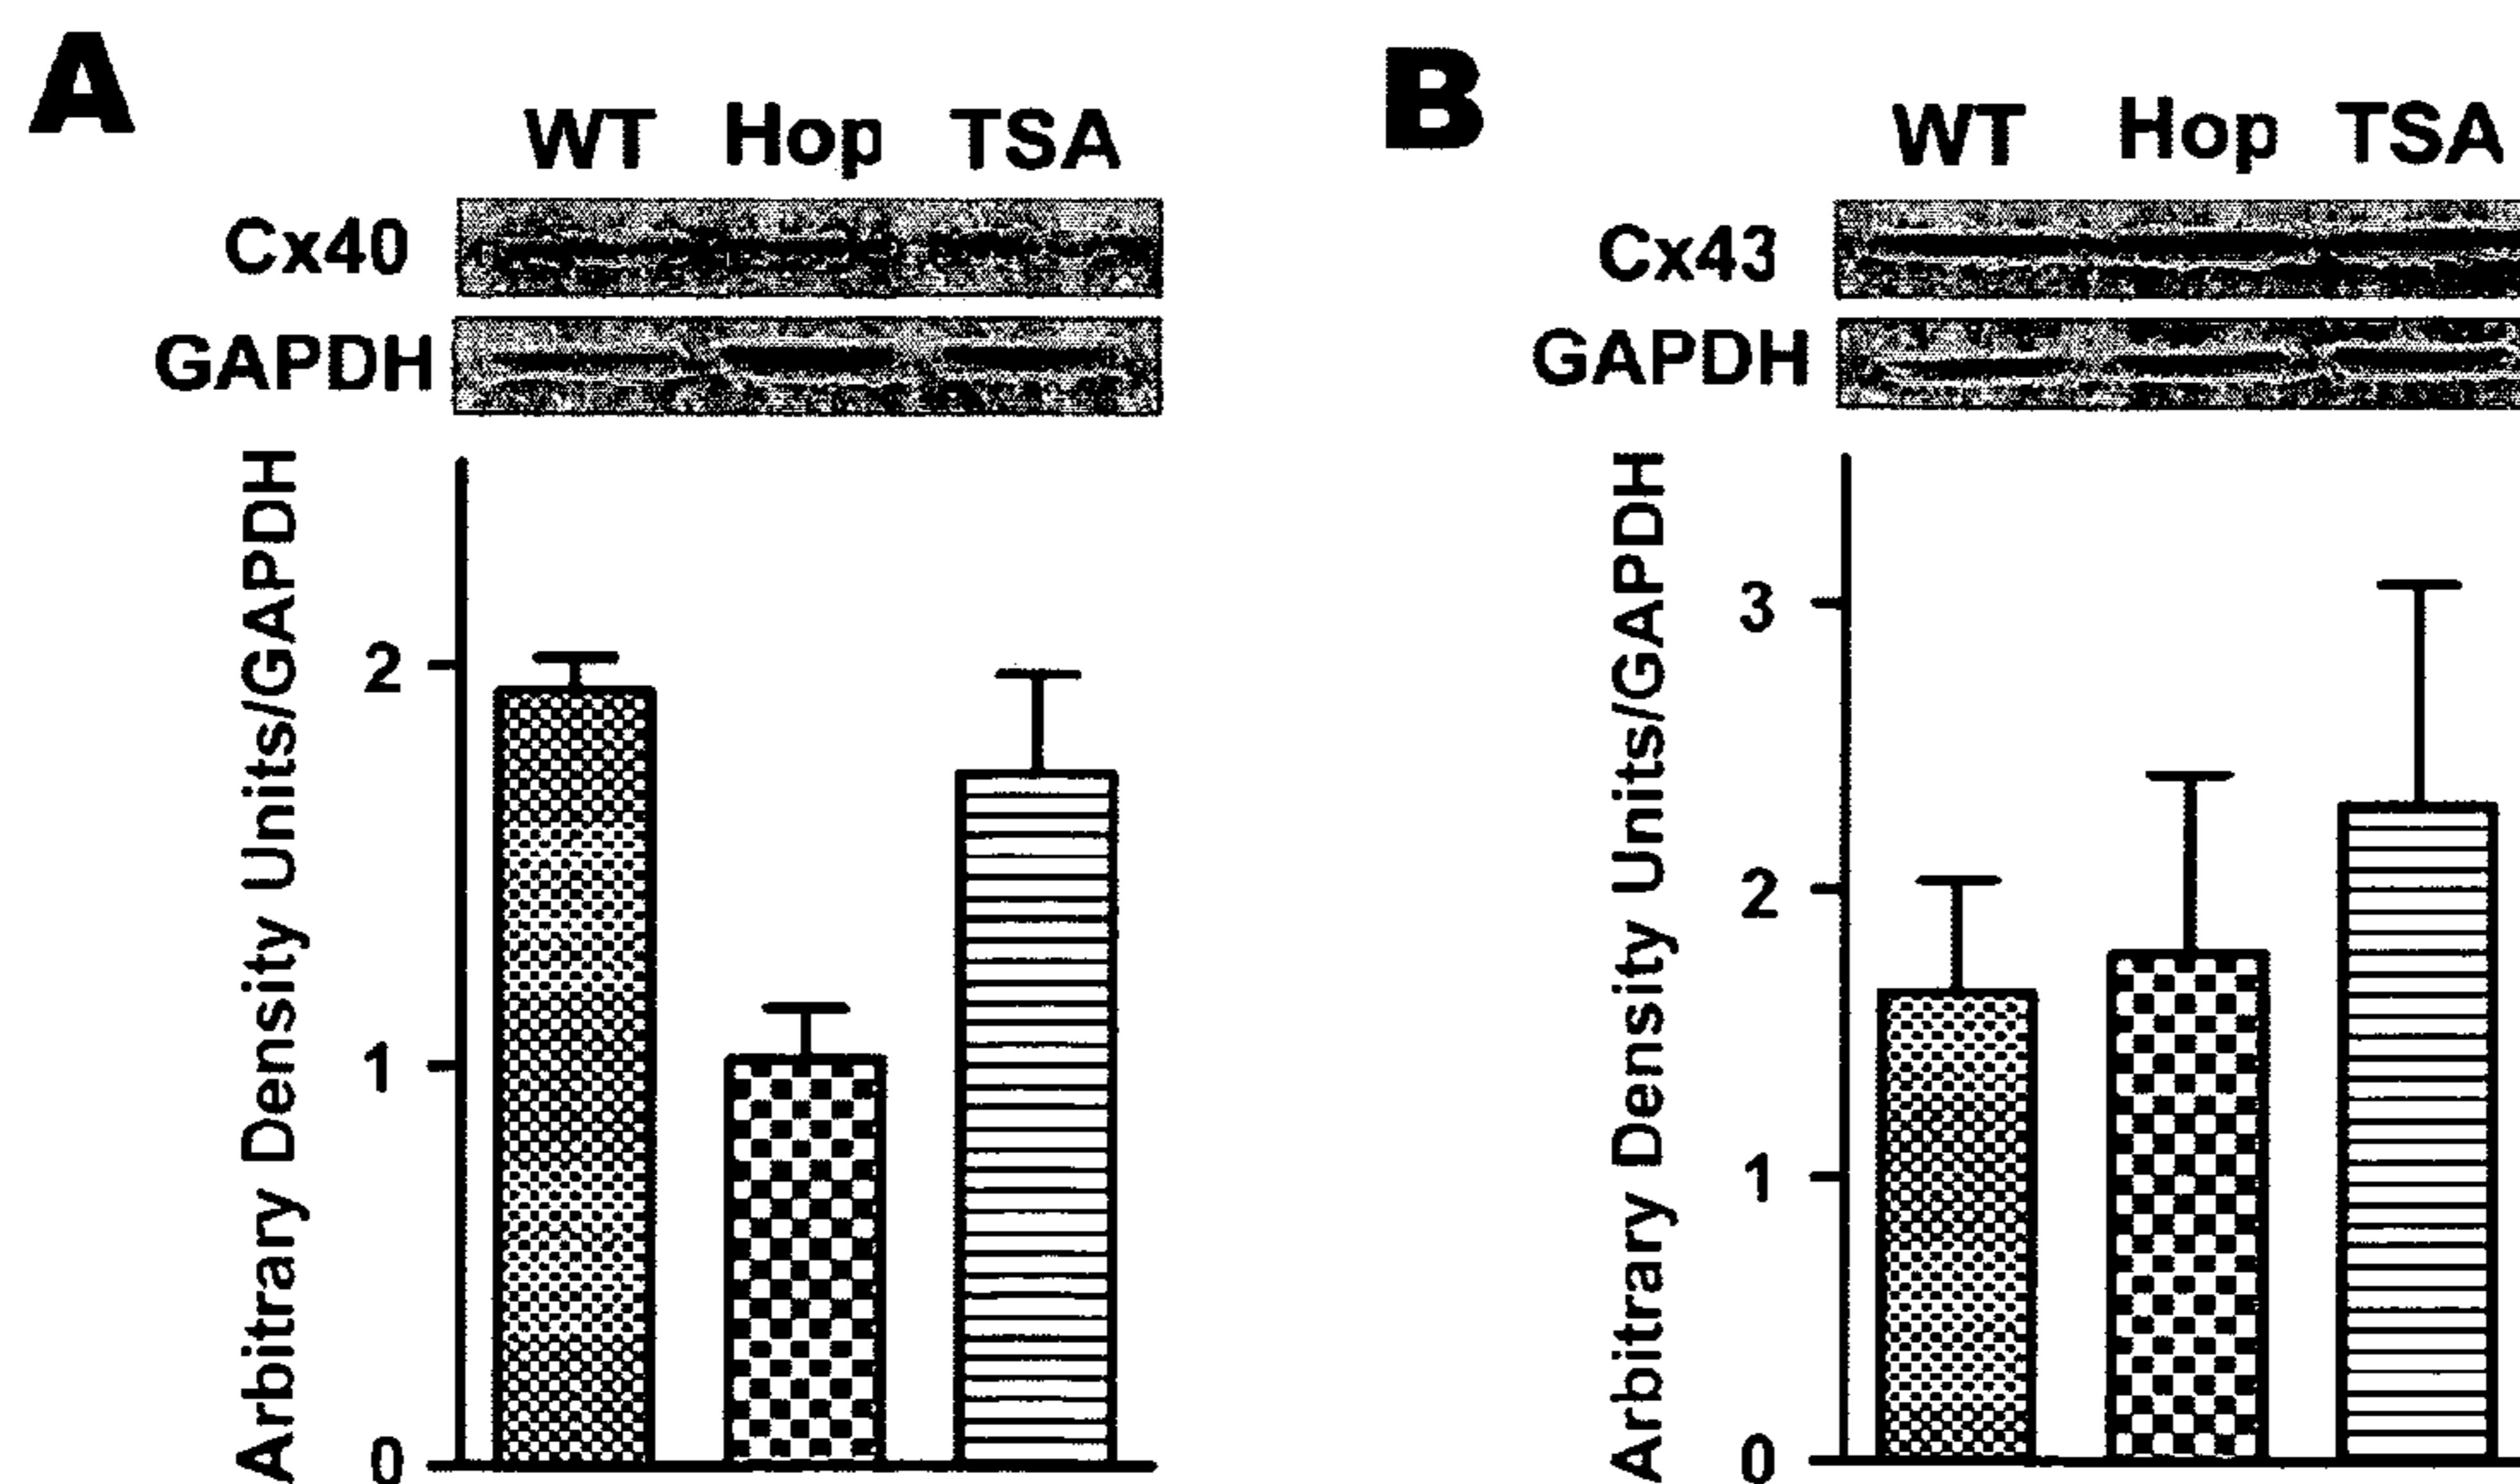 A
WT Hop TSA
Cx40
GAPDH
Arbitrary Density Units/GAPDH
2
1
0
B
WT Hop TSA
Cx43
GAPDH
Arbitrary Density Units/GAPDH
3
2
1
0